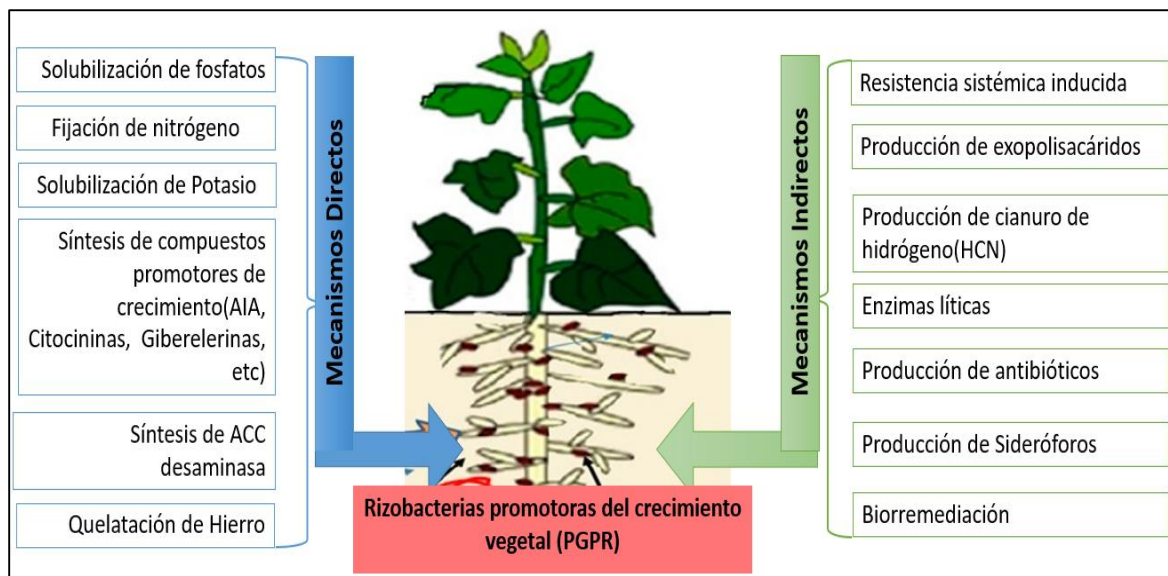 Solubilización de fosfatos
Fijación de nitrógeno
Solubilización de Potasio
Síntesis de compuestos
promotores de
crecimiento(AIA,
Citocininas, Giberelerinas,
etc)
Síntesis de ACC
desaminasa
Quelatación de Hierro
Mecanismos Directos
Rizobacterias promotoras del crecimiento
vegetal (PGPR)
Mecanismos Indirectos
Resistencia sistémica inducida
Producción de exopolisacáridos
Producción de cianuro de
hidrógeno(HCN)
Enzimas líticas
Producción de antibióticos
Producción de Sideróforos
Biorremediación